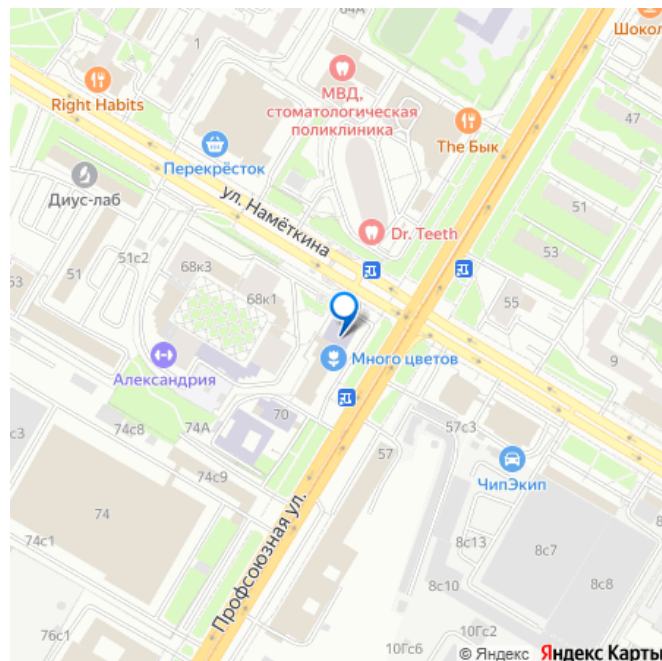 64А
Шокол
1
МВД,
стоматологическая
поликлиника
Right Habits
The Бык
47
Перекрёсток
Диус-лаб
ул. Намёткина
51
Dr. Teeth
53
51с2
68к3
53
51
68к1
55
Много цветов
9
Александрия
70
74с8
74А
57с3
с3
57
74с9
ЧипЭкип
74
Профсоюзная ул.
8с13
8с7
74с1
8с10
8с8
76с1
10Гс2
10Гс6
© Яндекс Яндекс Карты